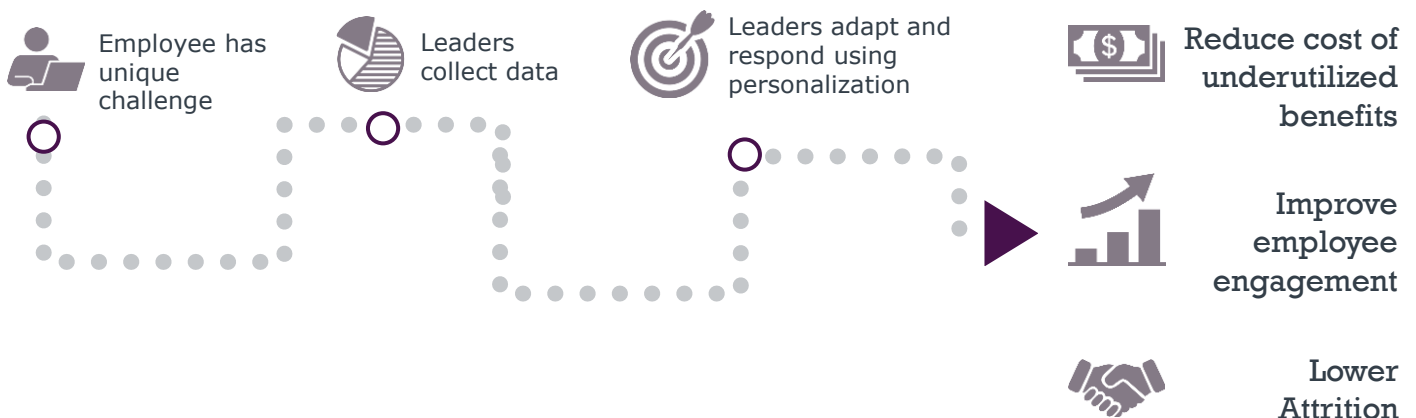 Employee has
unique
challenge
Leaders
collect data
Leaders adapt and
respond using
personalization
$
Reduce cost of
underutilized
benefits
Improve
employee
engagement
Lower
Attrition